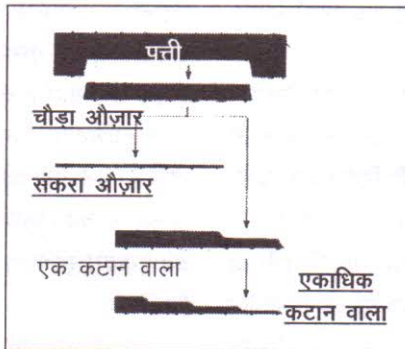 पत्ती
चौड़ा औज़ार
संकरा औज़ार
एक कटान वाला
एकाधिक
कटान वाला